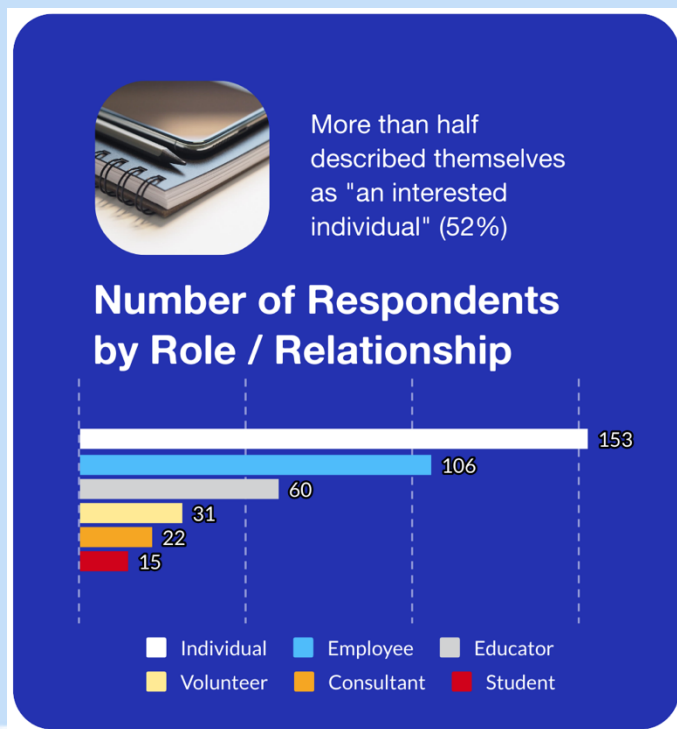 More than half
described themselves
as "an interested
individual" (52%)
Number of Respondents
by Role / Relationship
153
106
60
31
22
15
Individual
Employee
Educator
Volunteer
Consultant
Student